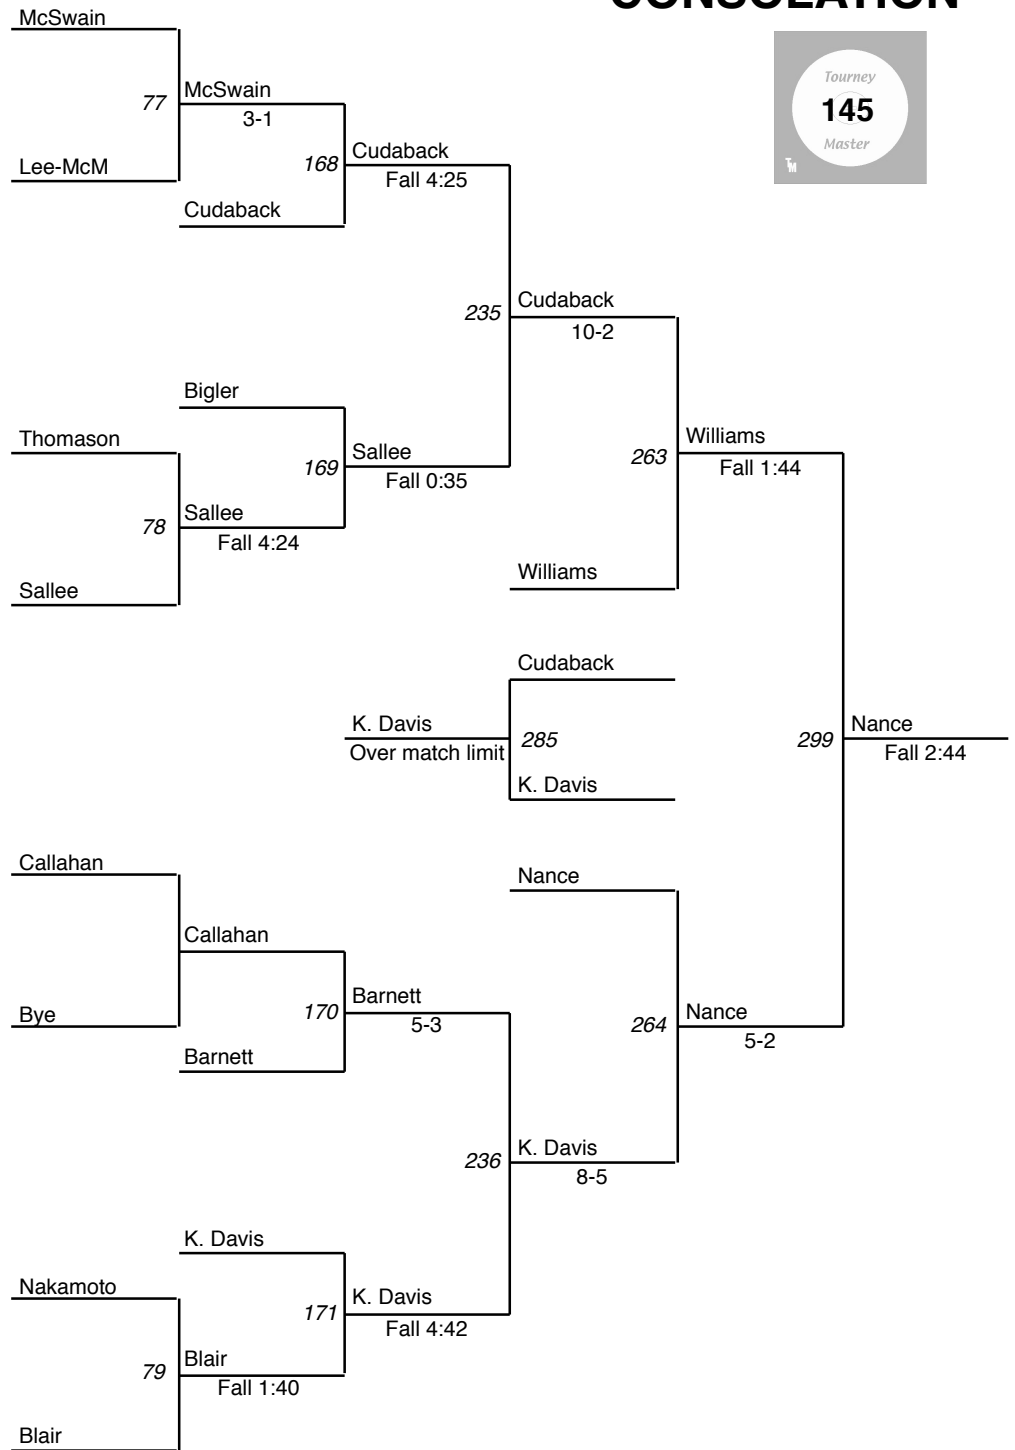 CONSOLATION
McSwain
Tourney
77
McSwain
145
3-1
Master
TM
Lee-McM
168
Cudaback
Fall 4:25
Cudaback
235
Cudaback
10-2
Bigler
Thomason
169
Sallee
Fall 0:35
263
Williams
Fall 1:44
78
Sallee
Fall 4:24
Sallee
Williams
Cudaback
K. Davis
Over match limit
285
299
Nance
Fall 2:44
K. Davis
Callahan
Nance
Callahan
Bye
170
Barnett
5-3
264
Nance
5-2
Barnett
236
K. Davis
8-5
K. Davis
Nakamoto
171
K. Davis
Fall 4:42
79
Blair
Fall 1:40
Blair